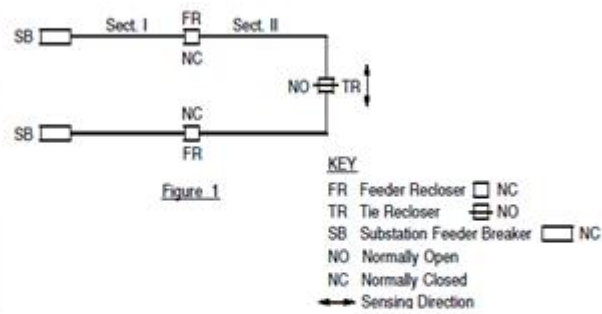 Sect. I FR Sect. II
SB
NC
NO TR
NC
SB
FR
Figure 1
KEY
FR Feeder Recloser NC
TR Tie Recloser NO
SB Substation Feeder Breaker NC
NO Normally Open
NC Normally Closed
Sensing Direction